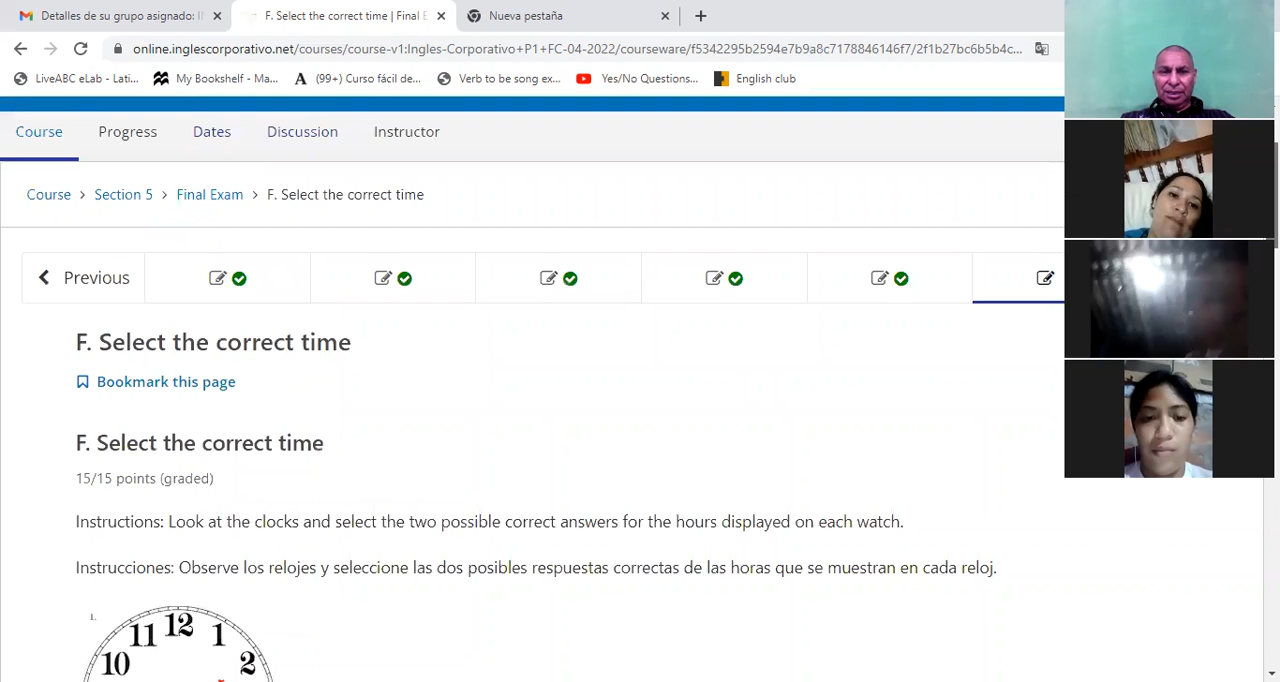 Detalles de su grupo asignado: I
F. Select the correct time | Final E
Nueva pestaña
online.inglescorporativo.net/courses/course-v1:Ingles-Corporativo+P1+FC-04-2022/courseware/f5342295b2594e7b9a8c7178846146f7/2f1b27bc6b5b4c...
LiveABC eLab - Lati...
My Bookshelf - Ma...
(99+) Curso fácil de...
Verb to be song ex...
Yes/No Questions...
English club
Course
Progress
Dates
Discussion
Instructor
Course > Section 5 > Final Exam > F. Select the correct time
Previous
F. Select the correct time
Bookmark this page
F. Select the correct time
15/15 points (graded)
Instructions: Look at the clocks and select the two possible correct answers for the hours displayed on each watch.
Instrucciones: Observe los relojes y seleccione las dos posibles respuestas correctas de las horas que se muestran en cada reloj.
1.
11 12 1
10 2